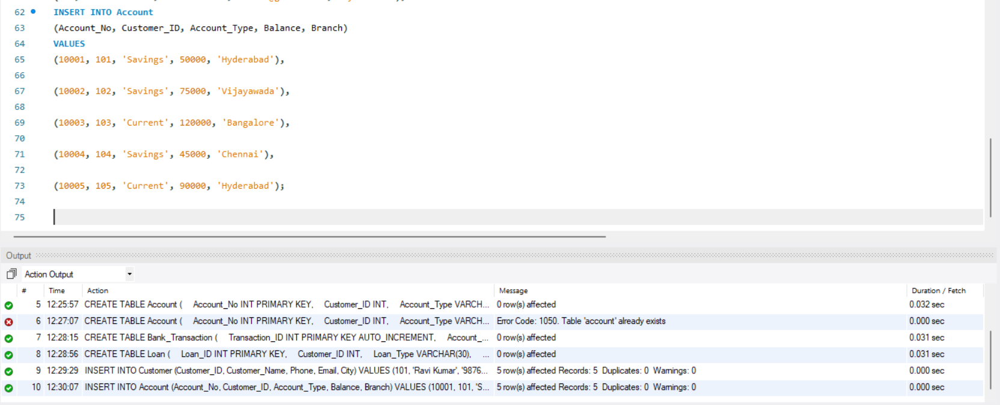 62 INSERT INTO Account
63 (Account_No, Customer_ID, Account_Type, Balance, Branch)
64 VALUES
65 (10001, 101, 'Savings', 50000, 'Hyderabad'),
66
67 (10002, 102, 'Savings', 75000, 'Vijayawada'),
68
69 (10003, 103, 'Current', 120000, 'Bangalore'),
70
71 (10004, 104, 'Savings', 45000, 'Chennai'),
72
73 (10005, 105, 'Current', 90000, 'Hyderabad');
74
75
Output
Action Output
# Time Action Message Duration / Fetch
5 12:25:57 CREATE TABLE Account ( Account_No INT PRIMARY KEY, Customer_ID INT, Account_Type VARCH... 0 row(s) affected 0.032 sec
6 12:27:07 CREATE TABLE Account ( Account_No INT PRIMARY KEY, Customer_ID INT, Account_Type VARCH... Error Code: 1050. Table 'account' already exists 0.000 sec
7 12:28:15 CREATE TABLE Bank_Transaction ( Transaction_ID INT PRIMARY KEY AUTO_INCREMENT, Account_... 0 row(s) affected 0.031 sec
8 12:28:56 CREATE TABLE Loan ( Loan_ID INT PRIMARY KEY, Customer_ID INT, Loan_Type VARCHAR(30), ... 0 row(s) affected 0.031 sec
9 12:29:29 INSERT INTO Customer (Customer_ID, Customer_Name, Phone, Email, City) VALUES (101, 'Ravi Kumar', '9876... 5 row(s) affected Records: 5 Duplicates: 0 Warnings: 0 0.000 sec
10 12:30:07 INSERT INTO Account (Account_No, Customer_ID, Account_Type, Balance, Branch) VALUES (10001, 101, 'S... 5 row(s) affected Records: 5 Duplicates: 0 Warnings: 0 0.000 sec